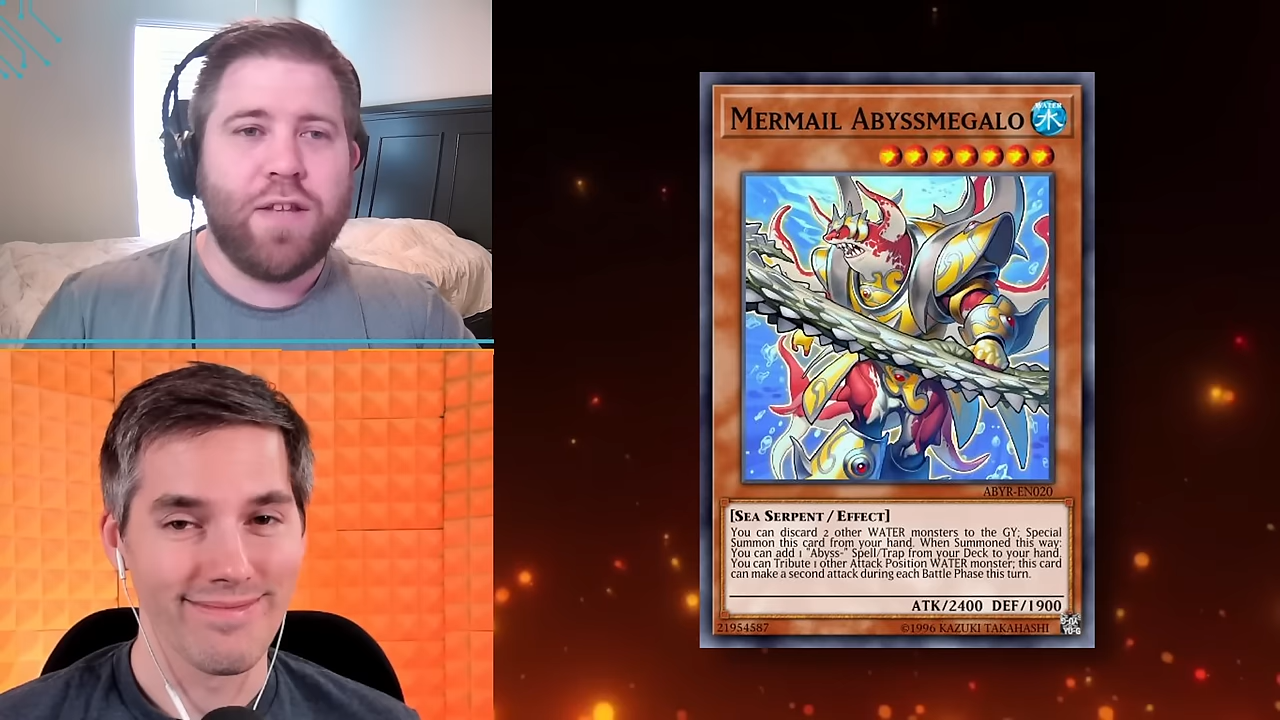 MERMAIL ABYSSMEGALO
WATER
水
ABYR-EN020
[SEA SERPENT / EFFECT]
You can discard 2 other WATER monsters to the GY; Special
Summon this card from your hand. When Summoned this way:
You can add 1 "Abyss-" Spell/Trap from your Deck to your hand.
You can Tribute 1 other Attack Position WATER monster; this card
can make a second attack during each Battle Phase this turn.
ATK/2400 DEF/1900
21954587
©1996 KAZUKI TAKAHASHI